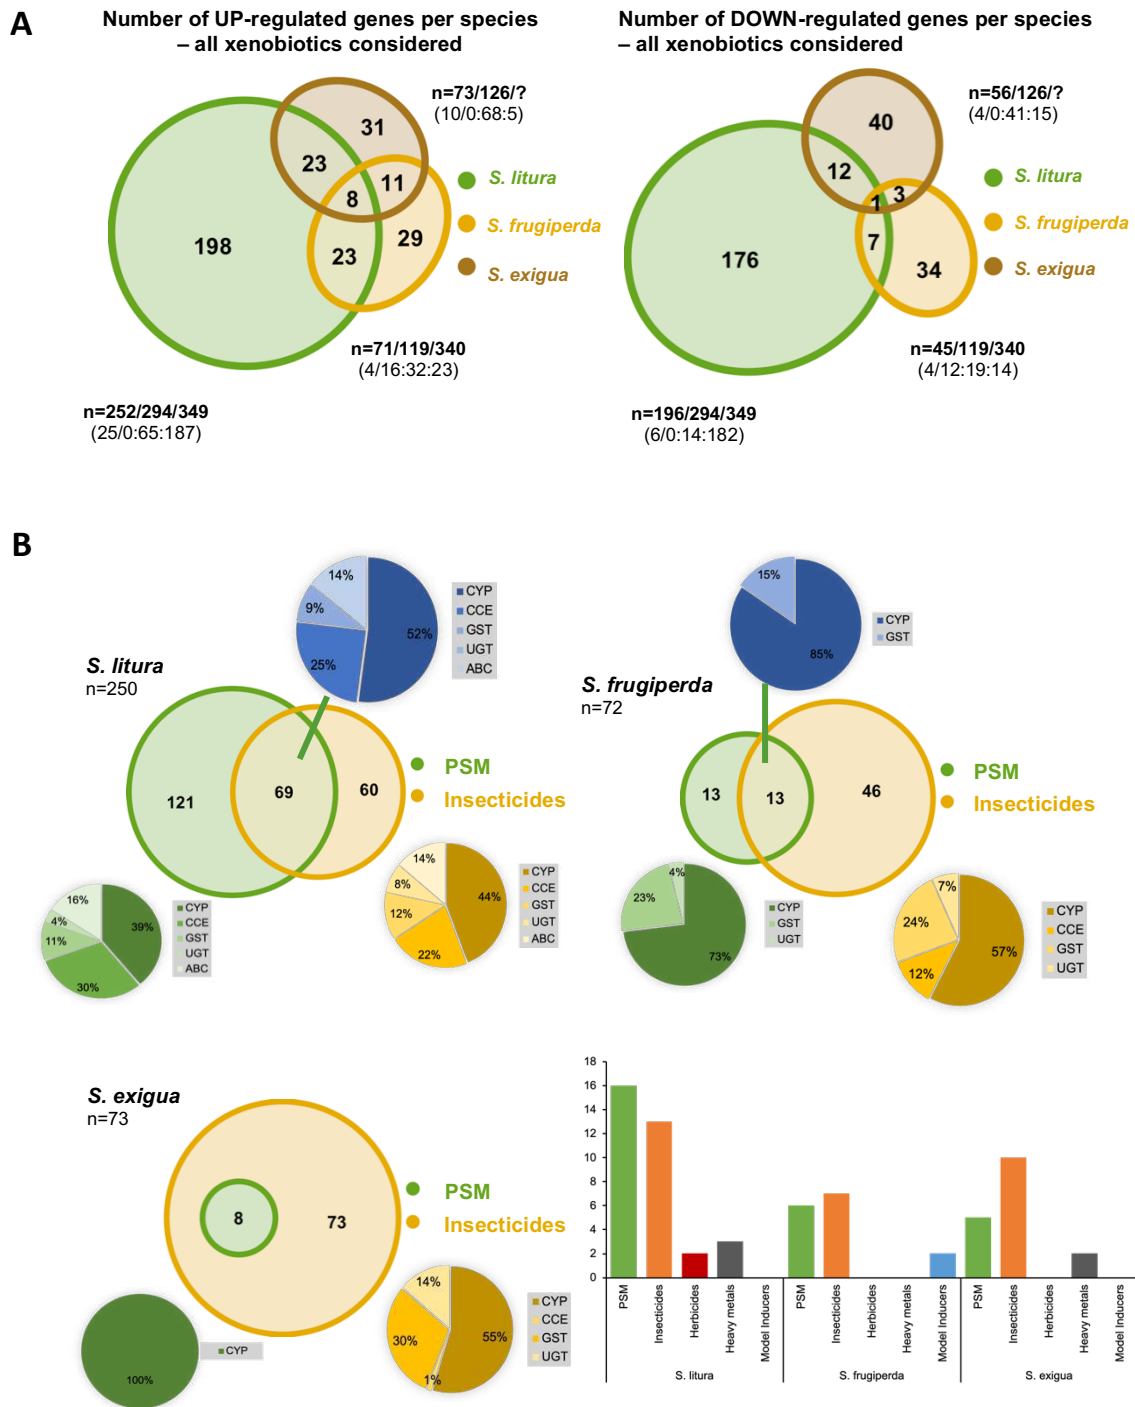 A
Number of UP-regulated genes per species
– all xenobiotics considered
n=73/126/?
(10/0:68:5)
31
23
11
8
198
23
29
S. litura
S. frugiperda
S. exigua
n=71/119/340
(4/16:32:23)
n=252/294/349
(25/0:65:187)
Number of DOWN-regulated genes per species
– all xenobiotics considered
n=56/126/?
(4/0:41:15)
40
12
1
3
7
176
34
S. litura
S. frugiperda
S. exigua
n=45/119/340
(4/12:19:14)
n=196/294/349
(6/0:14:182)
B
S. litura
n=250
14%
9%
25%
52%
CYP
CCE
GST
UGT
ABC
121
69
60
PSM
Insecticides
16%
4%
11%
30%
39%
CYP
CCE
GST
UGT
ABC
14%
8%
12%
22%
44%
CYP
CCE
GST
UGT
ABC
S. frugiperda
n=72
15%
85%
CYP
GST
13
13
46
PSM
Insecticides
4%
23%
73%
CYP
GST
UGT
7%
24%
12%
57%
CYP
CCE
GST
UGT
S. exigua
n=73
8
73
PSM
Insecticides
100%
CYP
14%
30%
1%
55%
CYP
CCE
GST
UGT
18
16
14
12
10
8
6
4
2
0
PSM
Insecticides
Herbicides
Heavy metals
Model Inducers
PSM
Insecticides
Herbicides
Heavy metals
Model Inducers
PSM
Insecticides
Herbicides
Heavy metals
Model Inducers
S. litura
S. frugiperda
S. exigua